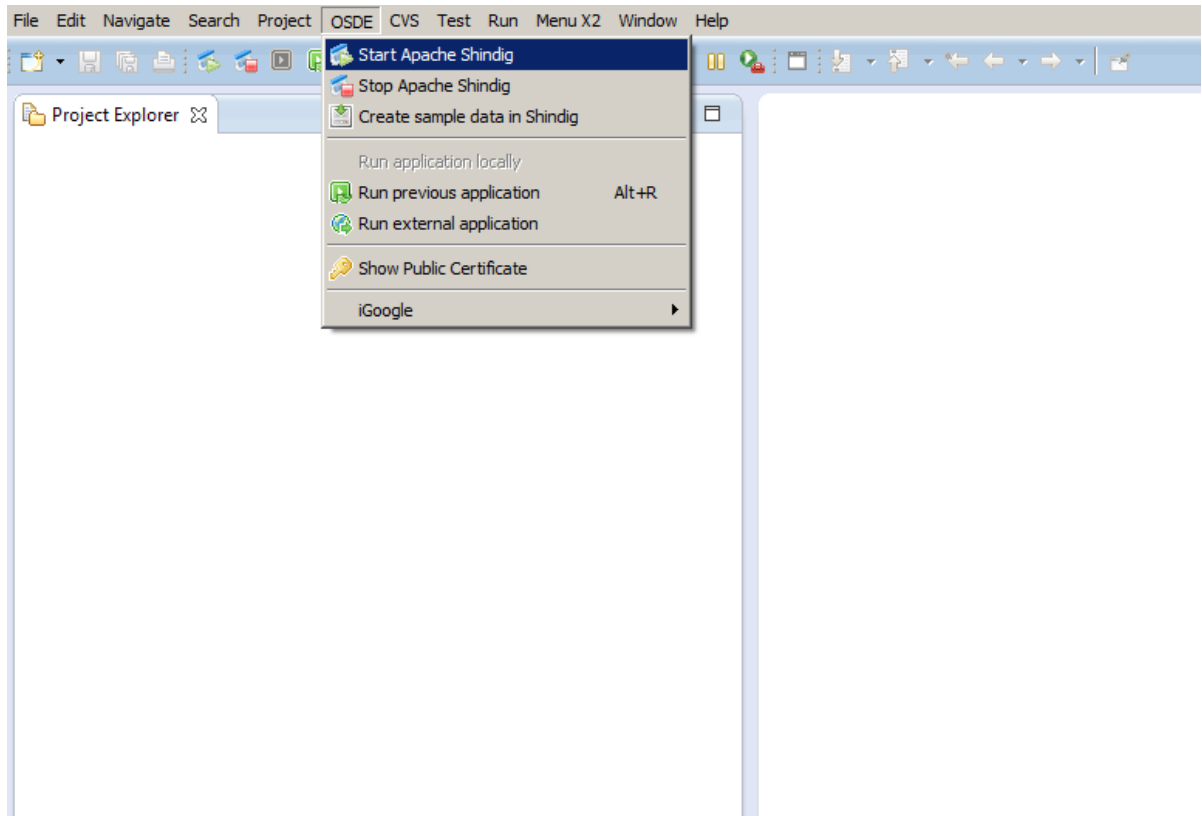 File Edit Navigate Search Project OSDE CVS Test Run Menu X2 Window Help
Start Apache Shindig
Project Explorer
Stop Apache Shindig
Create sample data in Shindig
Run application locally
Run previous application Alt+R
Run external application
Show Public Certificate
iGoogle